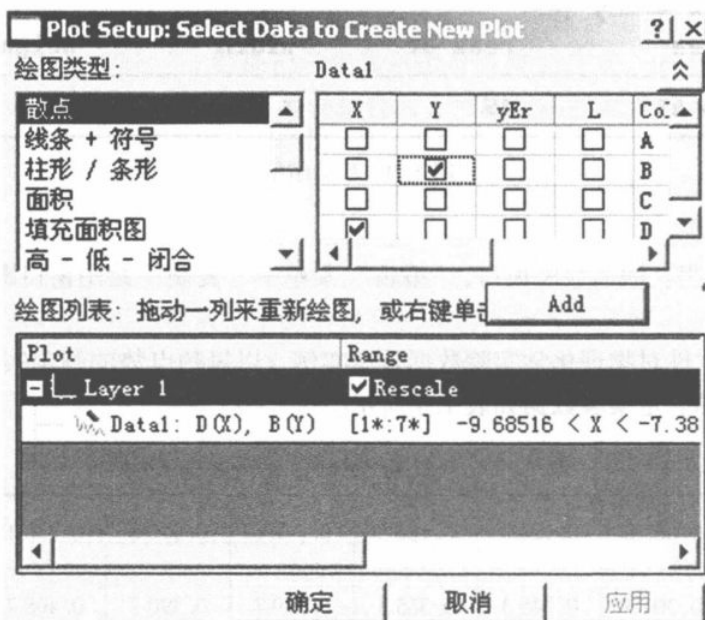 Plot Setup: Select Data to Create New Plot
绘图类型:
Data1
散点
线条 + 符号
柱形 / 条形
面积
填充面积图
高 - 低 - 闭合
X Y yEr L
A
B
C
D
绘图列表: 拖动一列来重新绘图, 或右键单
Add
Plot Range
Layer 1 Rescale
Data1: D(X), B(Y) [1*:7*] -9.68516 < X < -7.38
确定 取消 应用